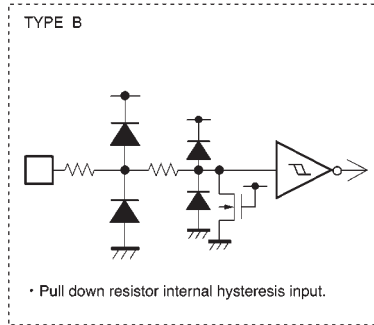 TYPE B
・Pull down resistor internal hysteresis input.